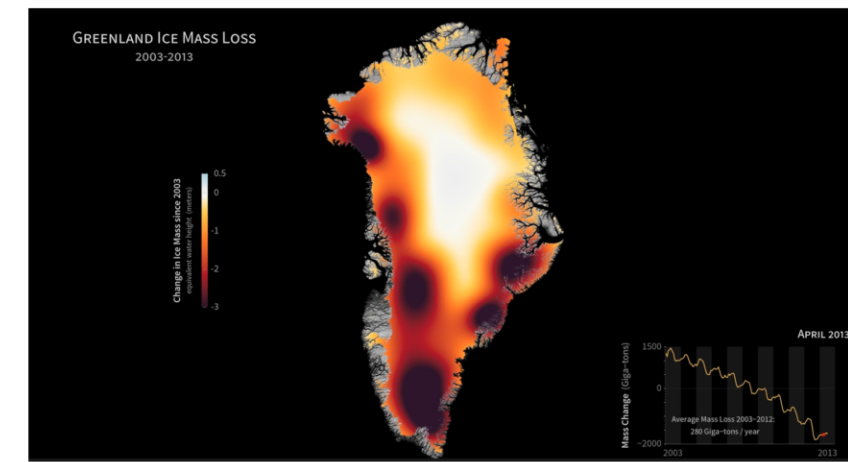 GREENLAND ICE MASS LOSS
2003-2013
Change in Ice Mass since 2003
equivalent water height (meters)
0.5
0
-1
-2
-3
APRIL 2013
Mass Change (Giga-tons)
1500
0
-2000
Average Mass Loss 2003-2012:
280 Giga-tons / year
2003
2013